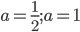 a = 1/2; a = 1